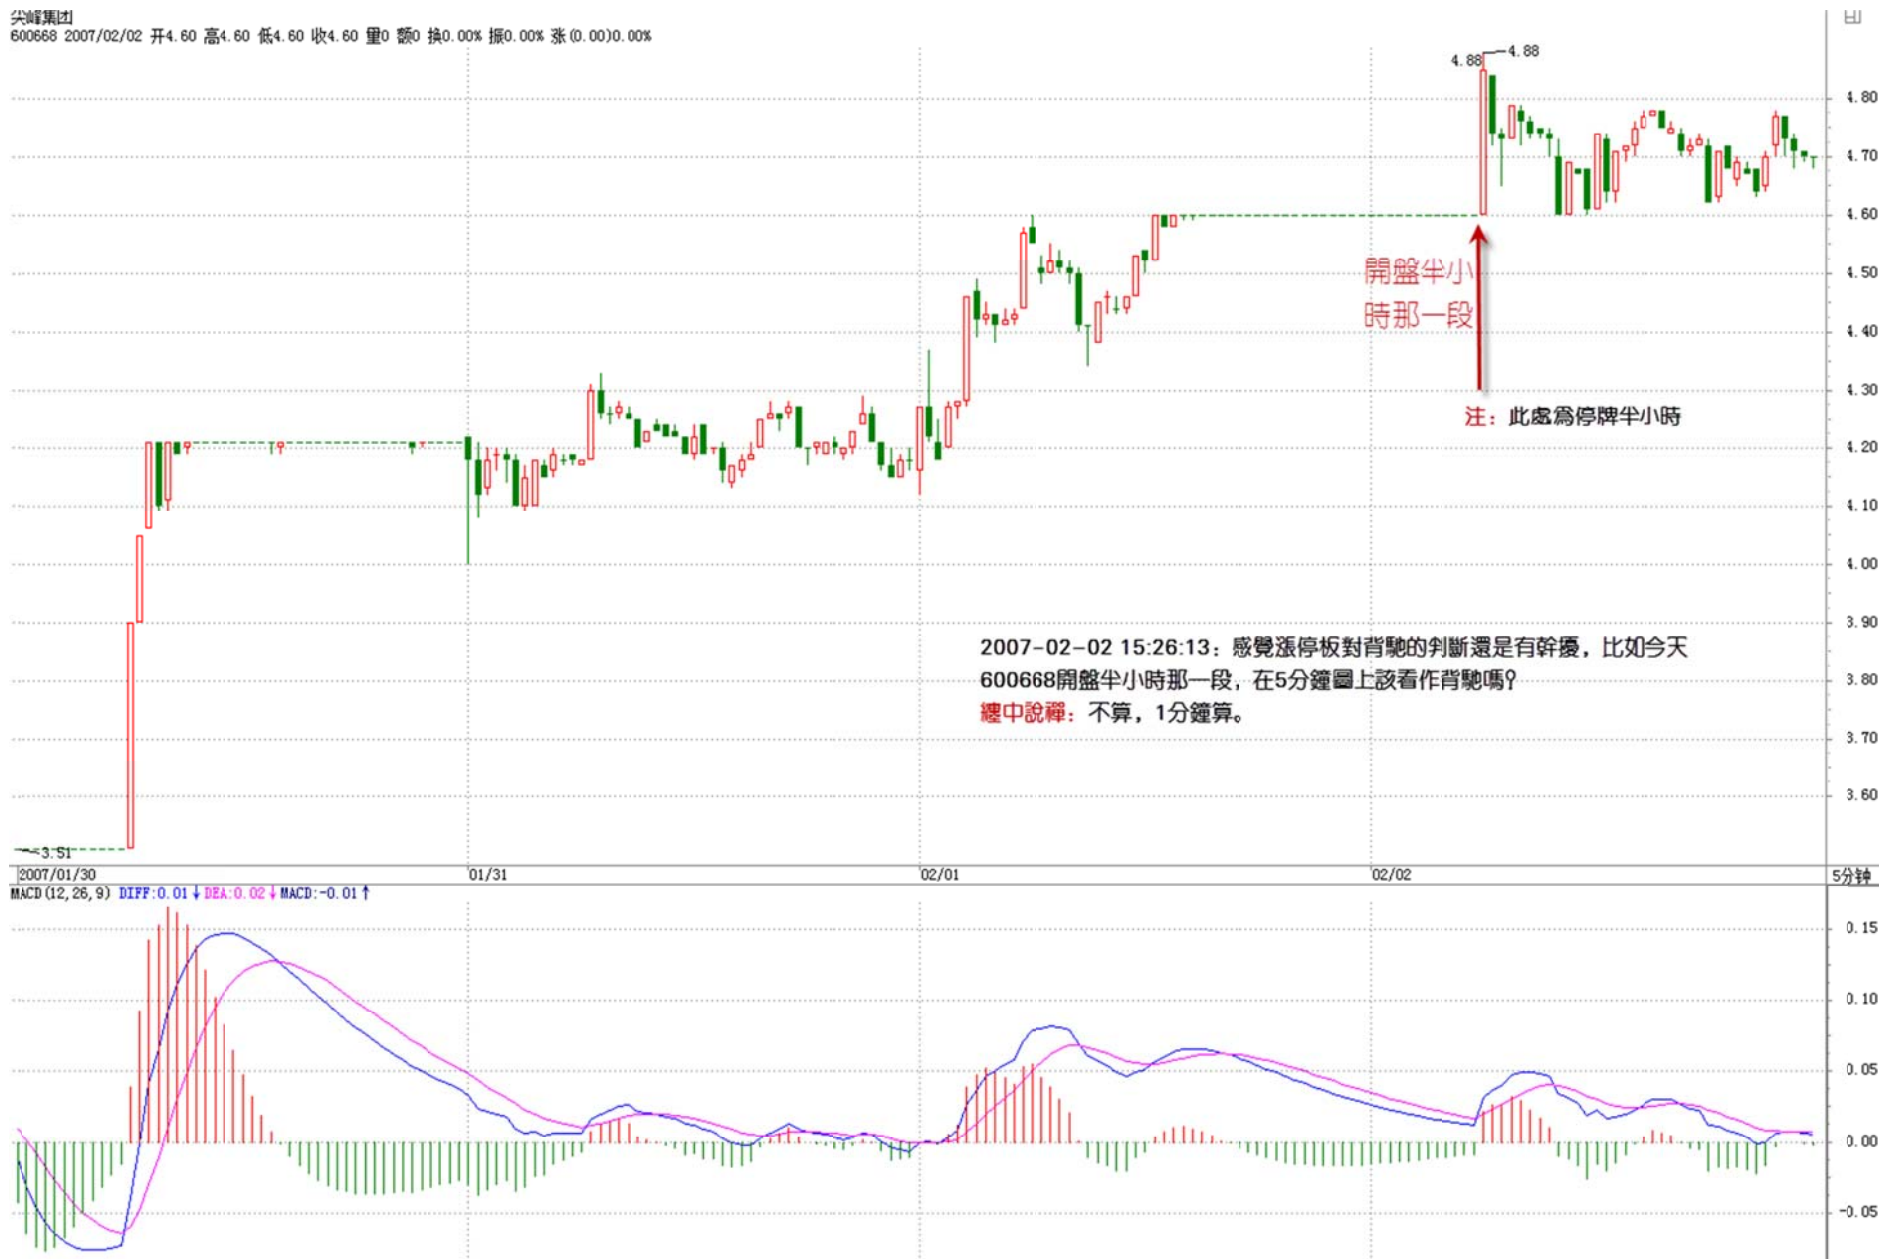 尖峰集团
600668 2007/02/02 开4.60 高4.60 低4.60 收4.60 量0 额0 换0.00% 振0.00% 涨(0.00)0.00%
4.88
4.88
4.80
4.70
4.60
4.50
4.40
4.30
4.20
4.10
4.00
3.90
3.80
3.70
3.60
開盤半小
時那一段
注：此處爲停牌半小時
2007-02-02 15:26:13：感覺漲停板對背馳的判斷還是有幹擾，比如今天
600668開盤半小時那一段，在5分鐘圖上該看作背馳嗎？
纏中說禪：不算，1分鐘算。
3.51
2007/01/30 01/31 02/01 02/02 5分钟
MACD(12,26,9) DIFF:0.01↓ DEA:0.02↓ MACD:-0.01↑
0.15
0.10
0.05
0.00
-0.05